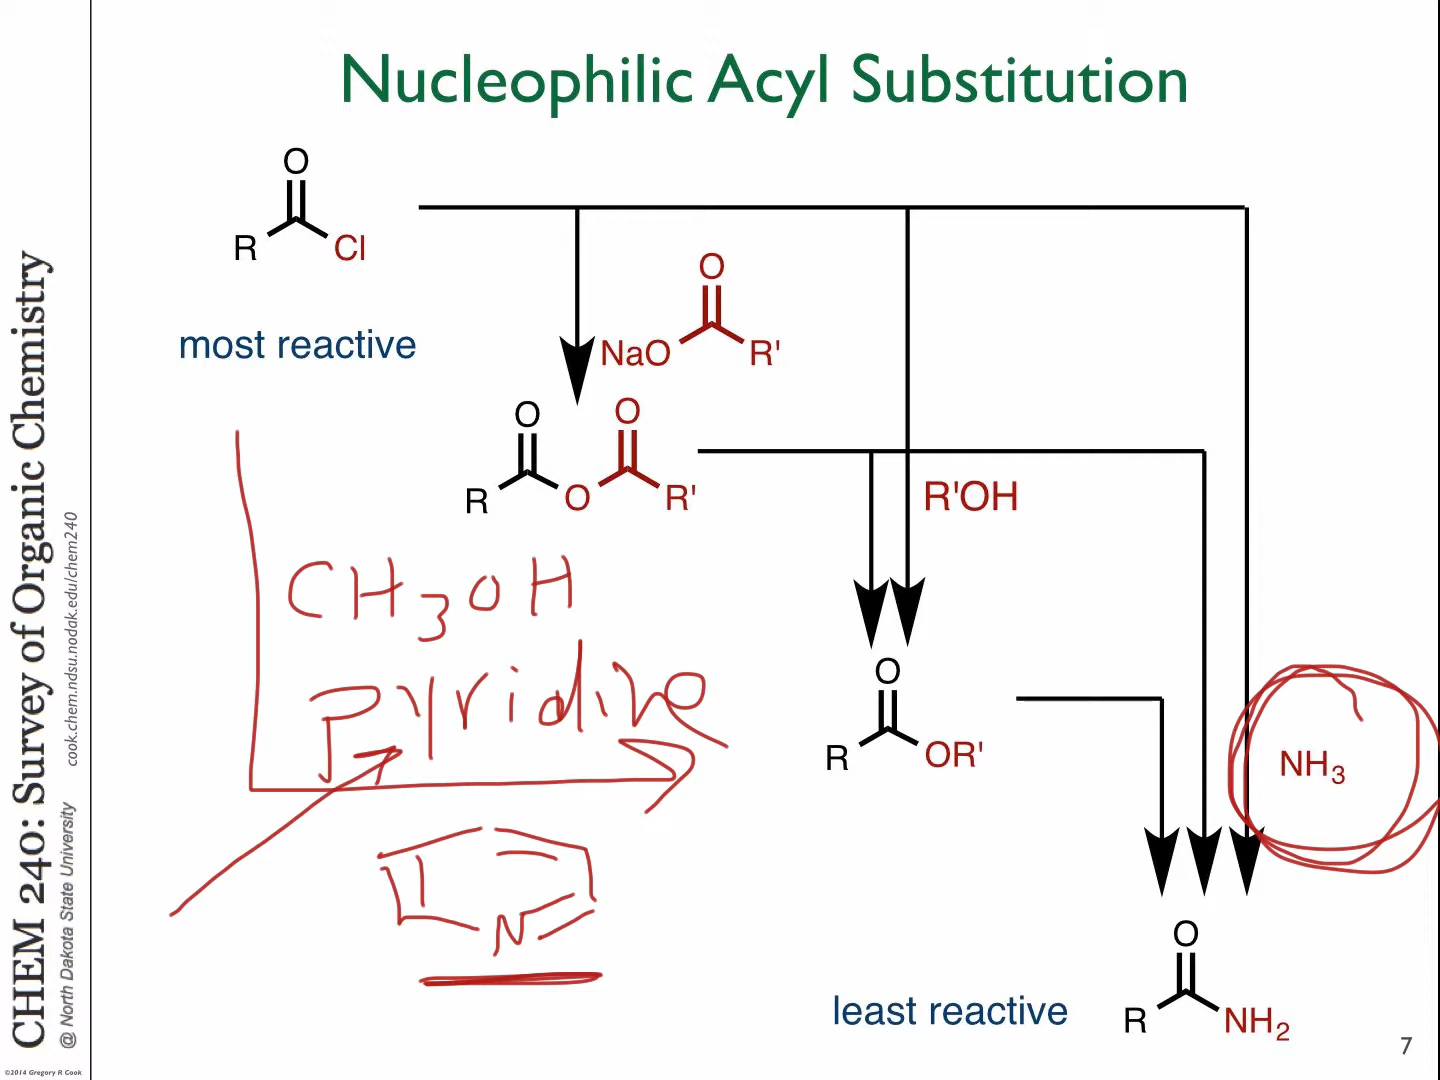 Nucleophilic Acyl Substitution
O
R
Cl
most reactive
O
NaO
R'
O
O
R
O
R'
R'OH
CH3OH
pyridine
N
O
R
OR'
NH3
O
R
NH2
least reactive
7
CHEM 240: Survey of Organic Chemistry
@ North Dakota State University cook.chem.ndsu.nodak.edu/chem240
©2014 Gregory R Cook